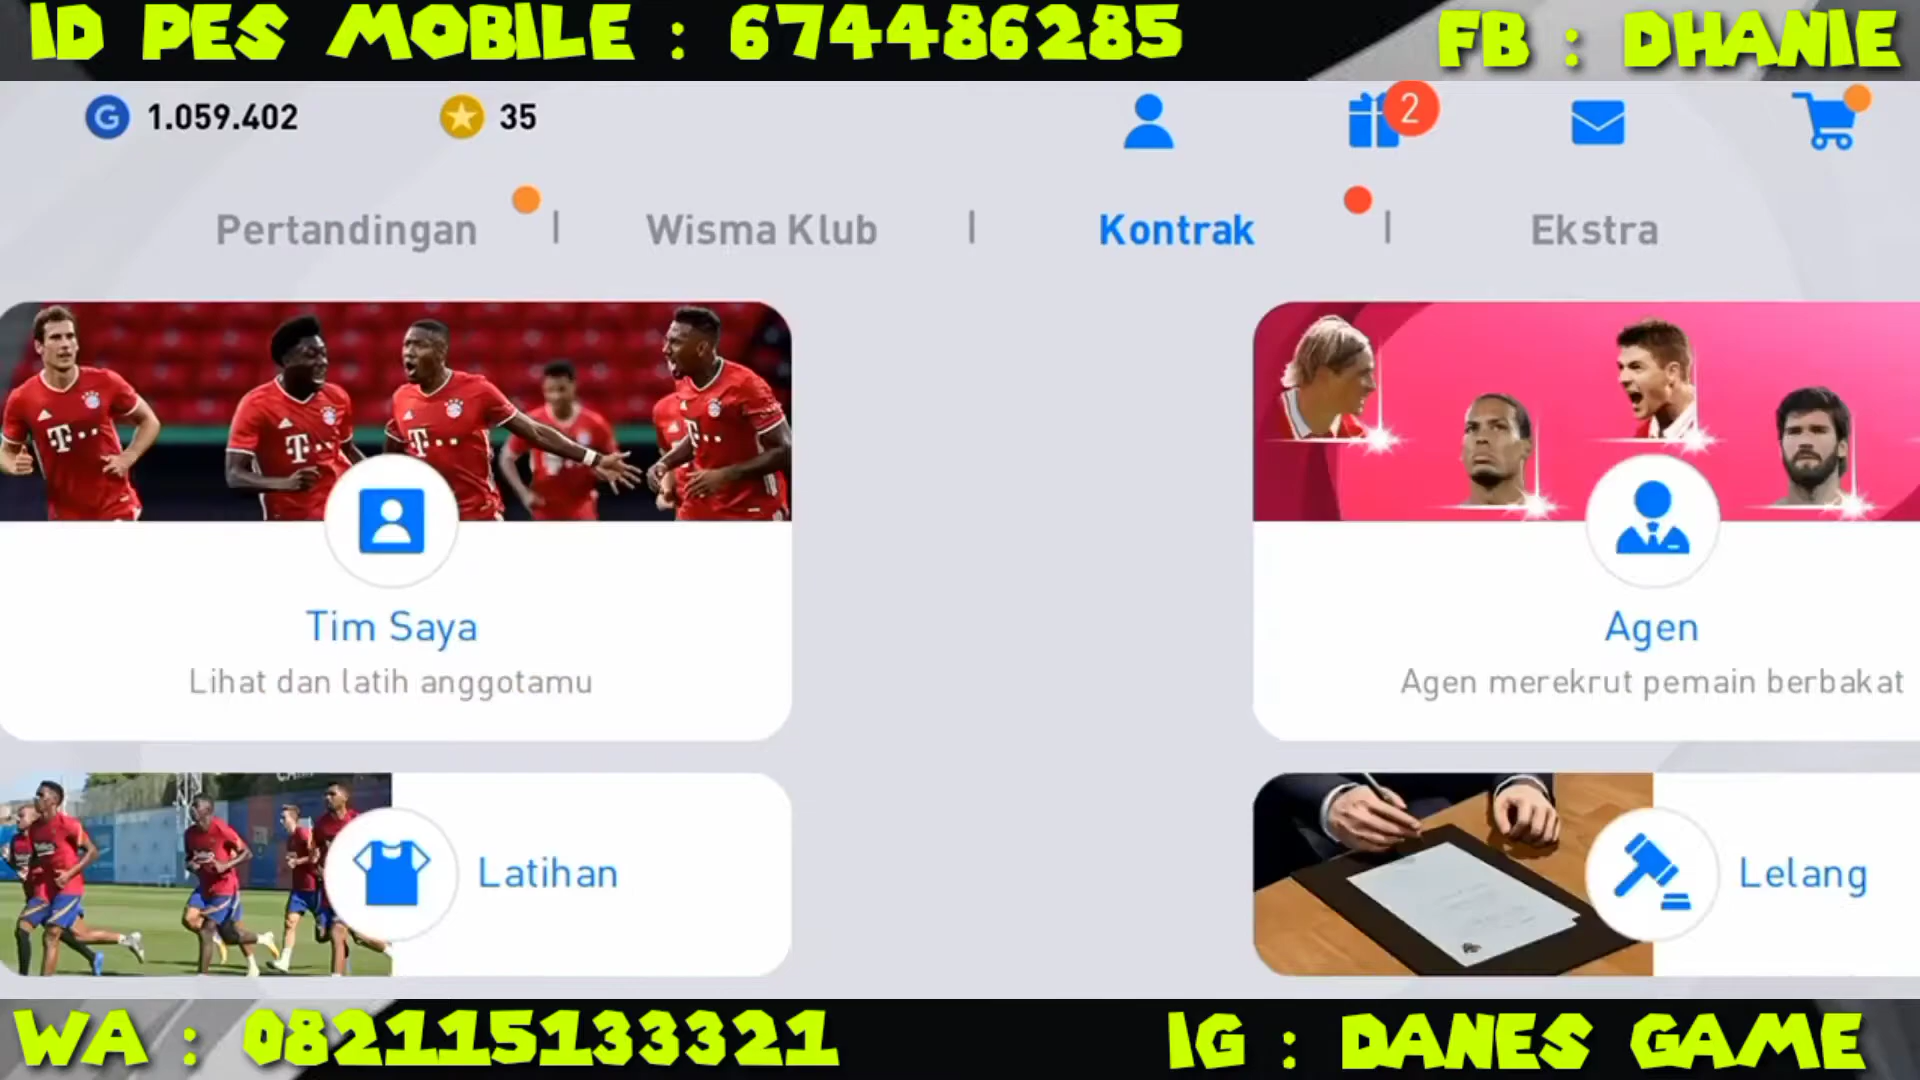 ID PES MOBILE : 674486285
FB : DHANIE
1.059.402
35
2
Pertandingan | Wisma Klub | Kontrak | Ekstra
Tim Saya
Lihat dan latih anggotamu
Agen
Agen merekrut pemain berbakat
Latihan
Lelang
WA : 082115133321
IG : DANES GAME